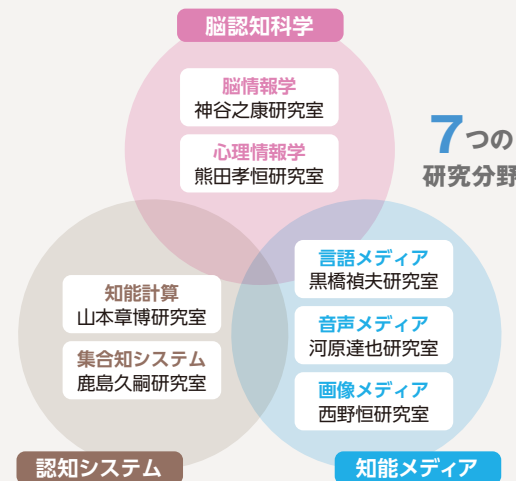 脳認知科学
脳情報学
神谷之康研究室
心理情報学
熊田孝恒研究室
7つの
研究分野
知能計算
山本章博研究室
集合知システム
鹿島久嗣研究室
言語メディア
黒橋禎夫研究室
音声メディア
河原達也研究室
画像メディア
西野恒研究室
認知システム
知能メディア